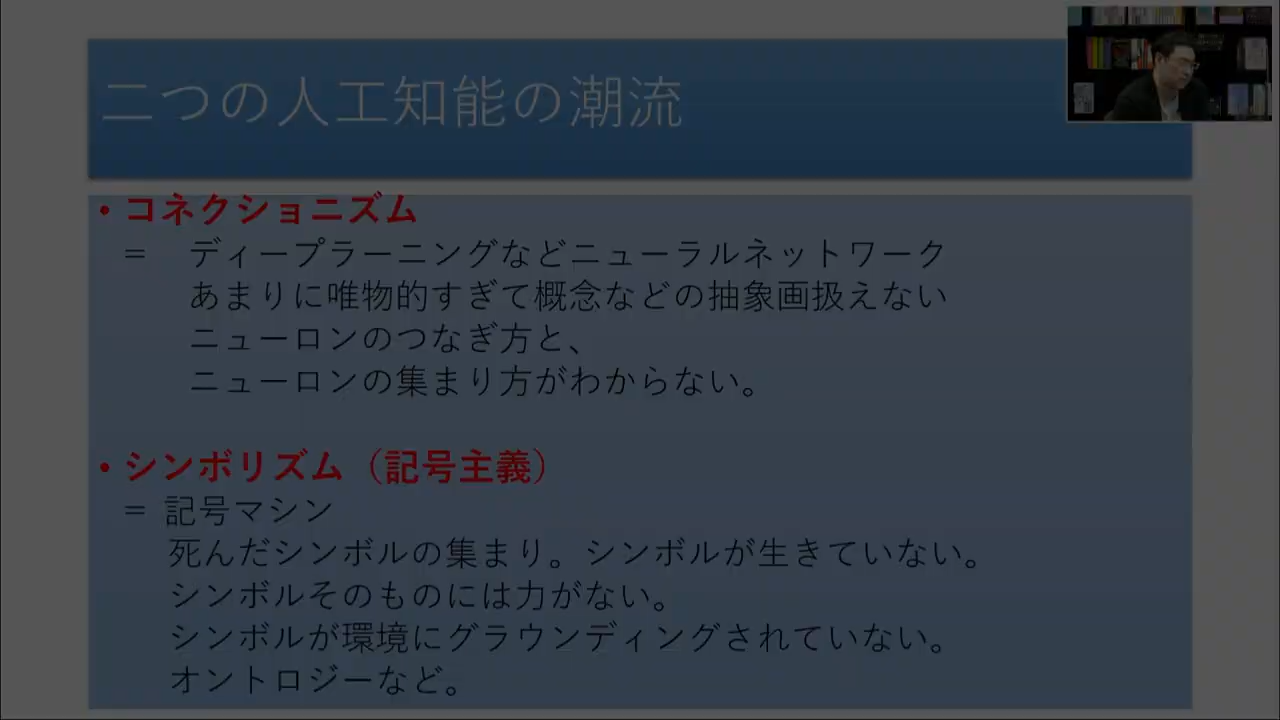 二つの人工知能の潮流
• コネクショニズム
＝ ディープラーニングなどニューラルネットワーク
あまりに唯物的すぎて概念などの抽象画扱えない
ニューロンのつなぎ方と、
ニューロンの集まり方がわからない。
• シンボリズム（記号主義）
＝ 記号マシン
死んだシンボルの集まり。シンボルが生きていない。
シンボルそのものには力がない。
シンボルが環境にグラウンディングされていない。
オントロジーなど。